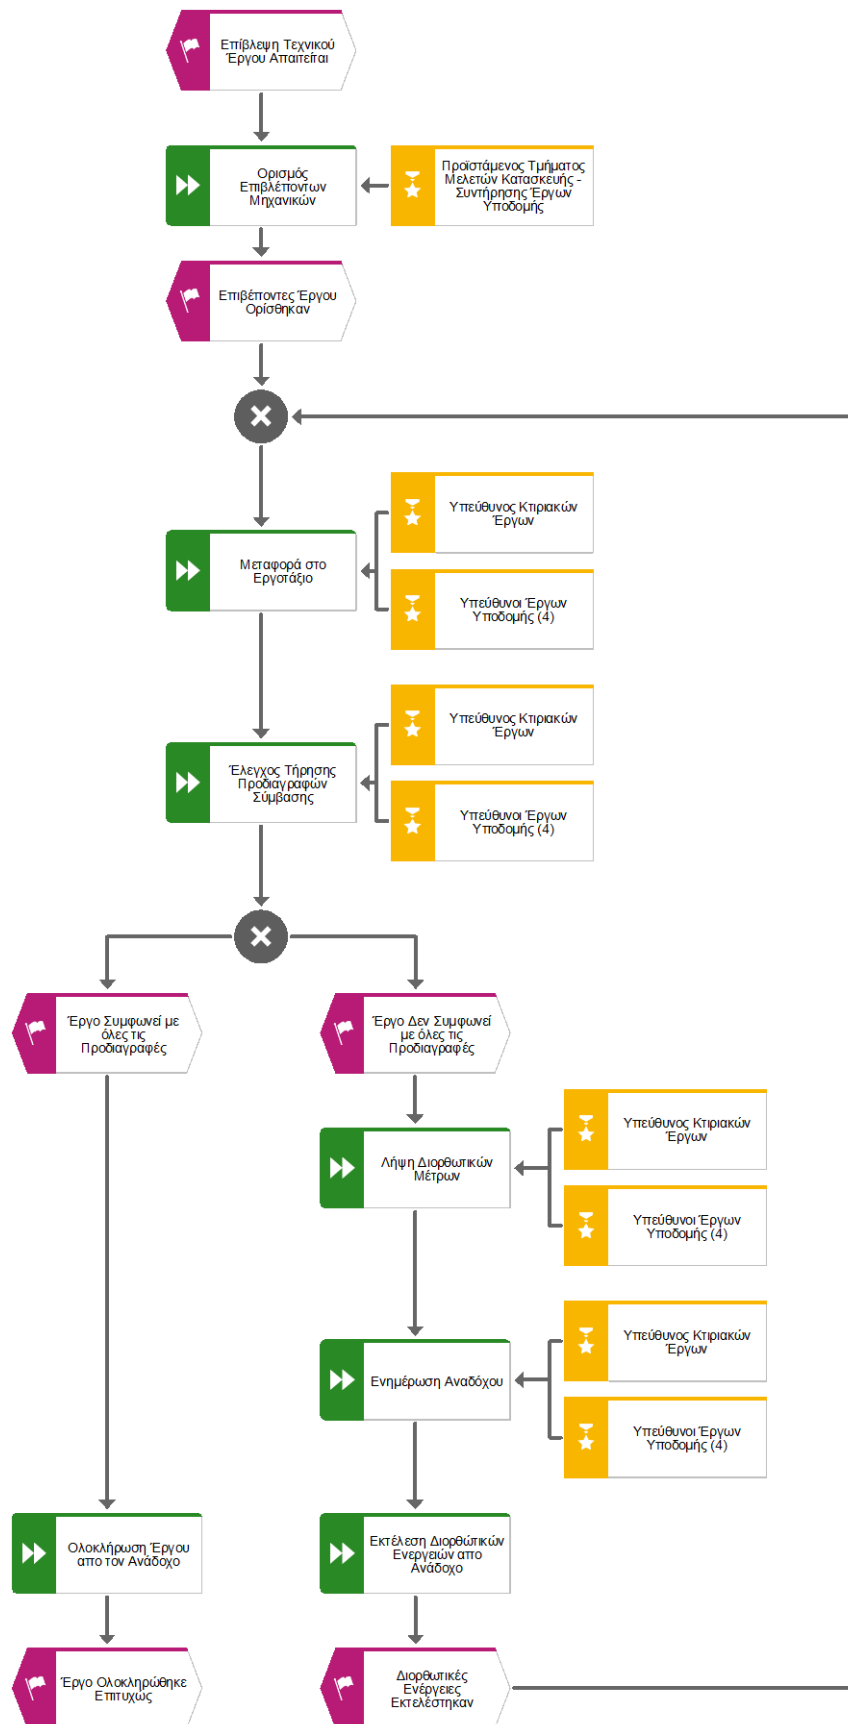 Επίβλεψη Τεχνικού
Έργου Απαιτείται
Ορισμός
Επιβλέποντων
Μηχανικών
Προϊστάμενος Τμήματος
Μελετών Κατασκευής -
Συντήρησης Έργων
Υποδομής
Επιβέποντες Έργου
Ορίσθηκαν
Υπεύθυνος Κτιριακών
Έργων
Μεταφορά στο
Εργοτάξιο
Υπεύθυνοι Έργων
Υποδομής (4)
Υπεύθυνος Κτιριακών
Έργων
Έλεγχος Τήρησης
Προδιαγραφών
Σύμβασης
Υπεύθυνοι Έργων
Υποδομής (4)
Έργο Συμφωνεί με
όλες τις
Προδιαγραφές
Έργο Δεν Συμφωνεί
με όλες τις
Προδιαγραφές
Υπεύθυνος Κτιριακών
Έργων
Λήψη Διορθωτικών
Μέτρων
Υπεύθυνοι Έργων
Υποδομής (4)
Υπεύθυνος Κτιριακών
Έργων
Ενημέρωση Αναδόχου
Υπεύθυνοι Έργων
Υποδομής (4)
Ολοκλήρωση Έργου
απο τον Ανάδοχο
Εκτέλεση Διορθώτικών
Ενεργειών απο
Ανάδοχο
Έργο Ολοκληρώθηκε
Επιτυχώς
Διορθωτικές
Ενέργειες
Εκτελέστηκαν